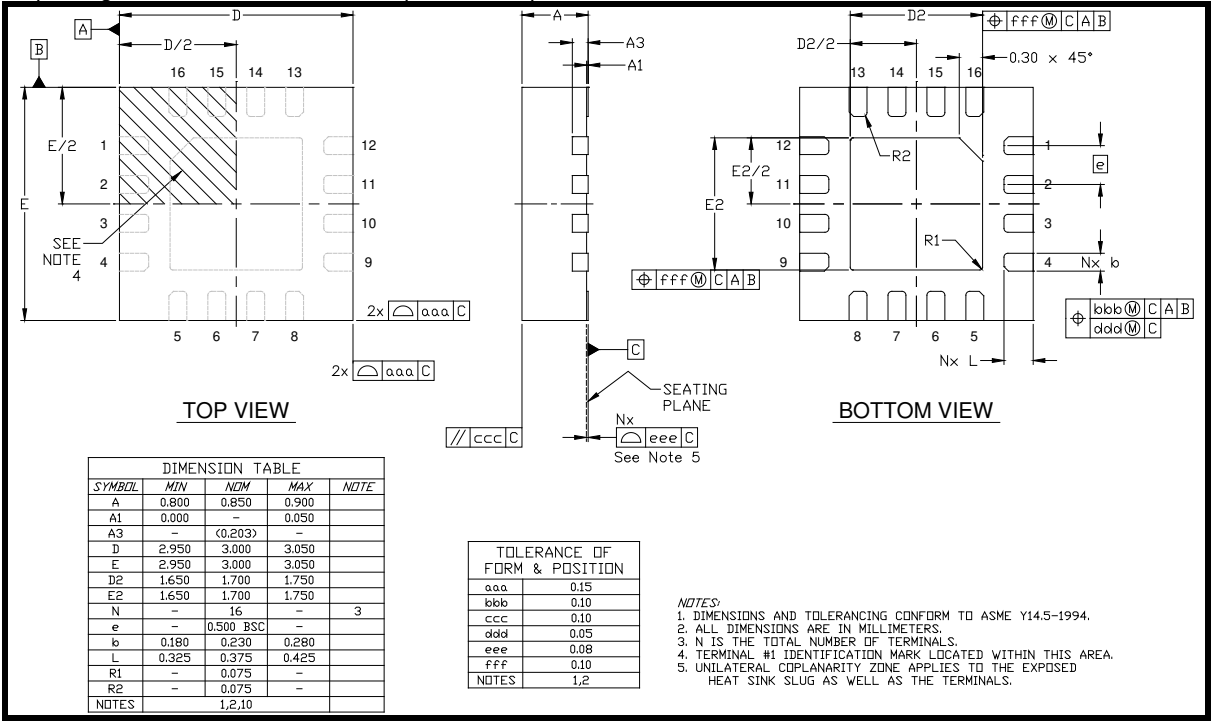 D
A
D2
⌖ fff Ⓜ C A B
A
D/2
A3
D2/2
0.30 x 45°
B
A1
16 15 14 13
13 14 15 16
E/2
1
12
12
1
E2/2
R2
e
2
11
11
2
E
E2
3
10
10
3
SEE
NOTE
4
R1
4
9
9
4
Nx b
⌖ fff Ⓜ C A B
2x ⌓ aaa C
⌖ bbb Ⓜ C A B
ddd Ⓜ C
5 6 7 8
8 7 6 5
C
Nx L
2x ⌓ aaa C
SEATING
PLANE
TOP VIEW
BOTTOM VIEW
Nx
// ccc C
⌓ eee C
See Note 5
DIMENSION TABLE
SYMBOL MIN NOM MAX NOTE
A 0.800 0.850 0.900
A1 0.000 - 0.050
A3 - (0.203) -
D 2.950 3.000 3.050
E 2.950 3.000 3.050
D2 1.650 1.700 1.750
E2 1.650 1.700 1.750
N - 16 - 3
e - 0.500 BSC -
b 0.180 0.230 0.280
L 0.325 0.375 0.425
R1 - 0.075 -
R2 - 0.075 -
NOTES 1,2,10
TOLERANCE OF
FORM & POSITION
aaa 0.15
bbb 0.10
ccc 0.10
ddd 0.05
eee 0.08
fff 0.10
NOTES 1,2
NOTES:
1. DIMENSIONS AND TOLERANCING CONFORM TO ASME Y14.5-1994.
2. ALL DIMENSIONS ARE IN MILLIMETERS.
3. N IS THE TOTAL NUMBER OF TERMINALS.
4. TERMINAL #1 IDENTIFICATION MARK LOCATED WITHIN THIS AREA.
5. UNILATERAL COPLANARITY ZONE APPLIES TO THE EXPOSED
HEAT SINK SLUG AS WELL AS THE TERMINALS.